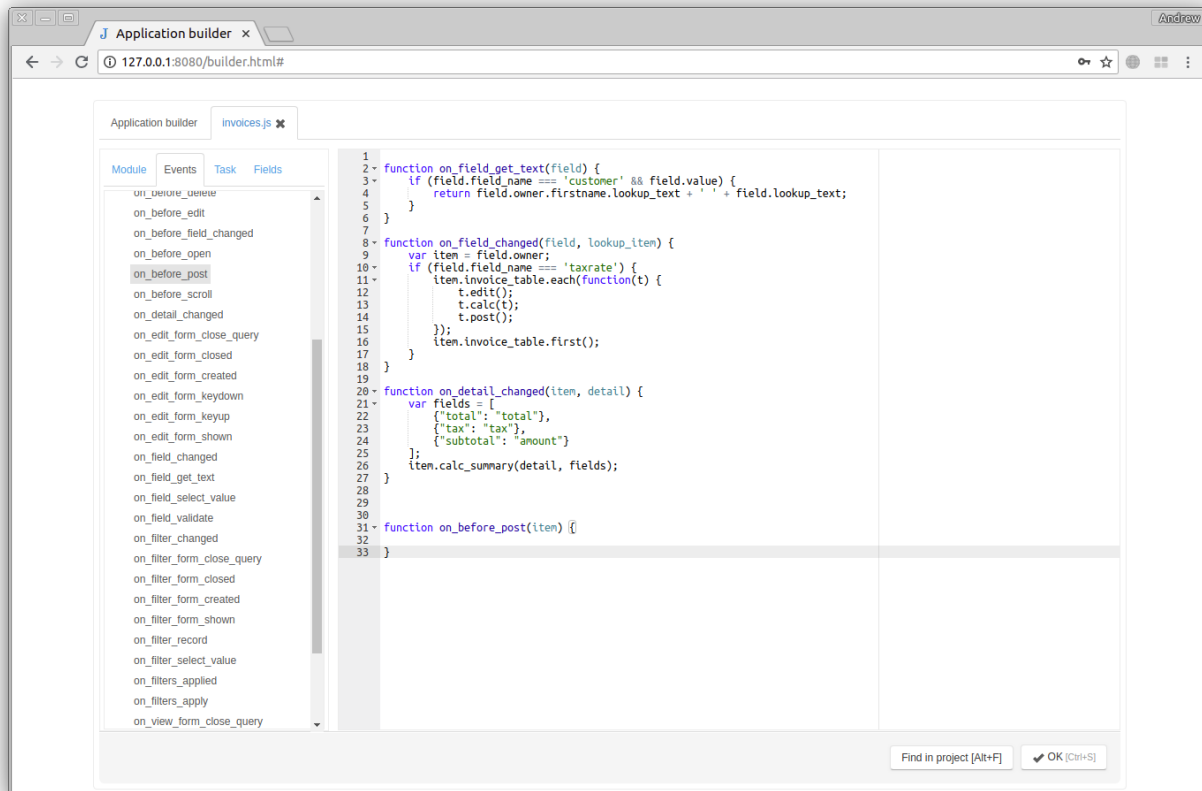 Andrew
J Application builder ×
127.0.0.1:8080/builder.html#
Application builder
invoices.js ✖
Module Events Task Fields
on_before_delete
on_before_edit
on_before_field_changed
on_before_open
on_before_post
on_before_scroll
on_detail_changed
on_edit_form_close_query
on_edit_form_closed
on_edit_form_created
on_edit_form_keydown
on_edit_form_keyup
on_edit_form_shown
on_field_changed
on_field_get_text
on_field_select_value
on_field_validate
on_filter_changed
on_filter_form_close_query
on_filter_form_closed
on_filter_form_created
on_filter_form_shown
on_filter_record
on_filter_select_value
on_filters_applied
on_filters_apply
on_view_form_close_query
1
2 function on_field_get_text(field) {
3     if (field.field_name === 'customer' && field.value) {
4         return field.owner.firstname.lookup_text + ' ' + field.lookup_text;
5     }
6 }
7
8 function on_field_changed(field, lookup_item) {
9     var item = field.owner;
10     if (field.field_name === 'taxrate') {
11         item.invoice_table.each(function(t) {
12             t.edit();
13             t.calc(t);
14             t.post();
15         });
16         item.invoice_table.first();
17     }
18 }
19
20 function on_detail_changed(item, detail) {
21     var fields = [
22         {"total": "total"},
23         {"tax": "tax"},
24         {"subtotal": "amount"}
25     ];
26     item.calc_summary(detail, fields);
27 }
28
29
30
31 function on_before_post(item) {
32
33 }
Find in project [Alt+F]
OK [Ctrl+S]